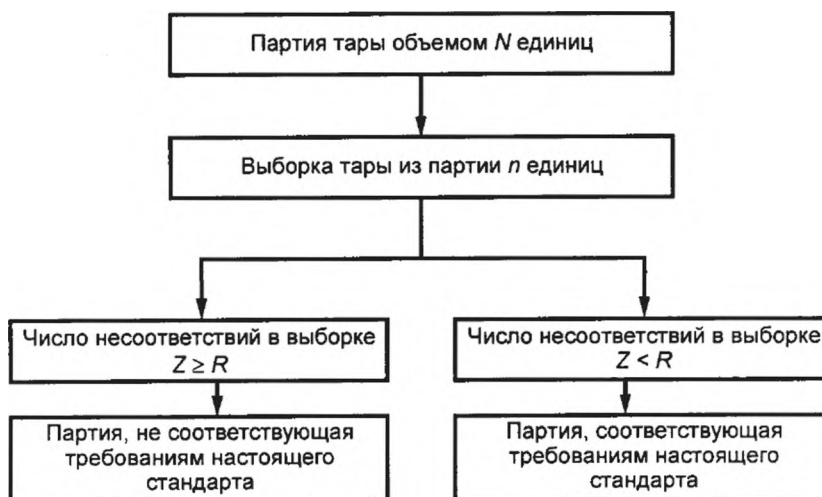 Партия тары объемом N единиц
Выборка тары из партии n единиц
Число несоответствий в выборке
Z ≥ R
Число несоответствий в выборке
Z < R
Партия, не соответствующая
требованиям настоящего
стандарта
Партия, соответствующая
требованиям настоящего
стандарта